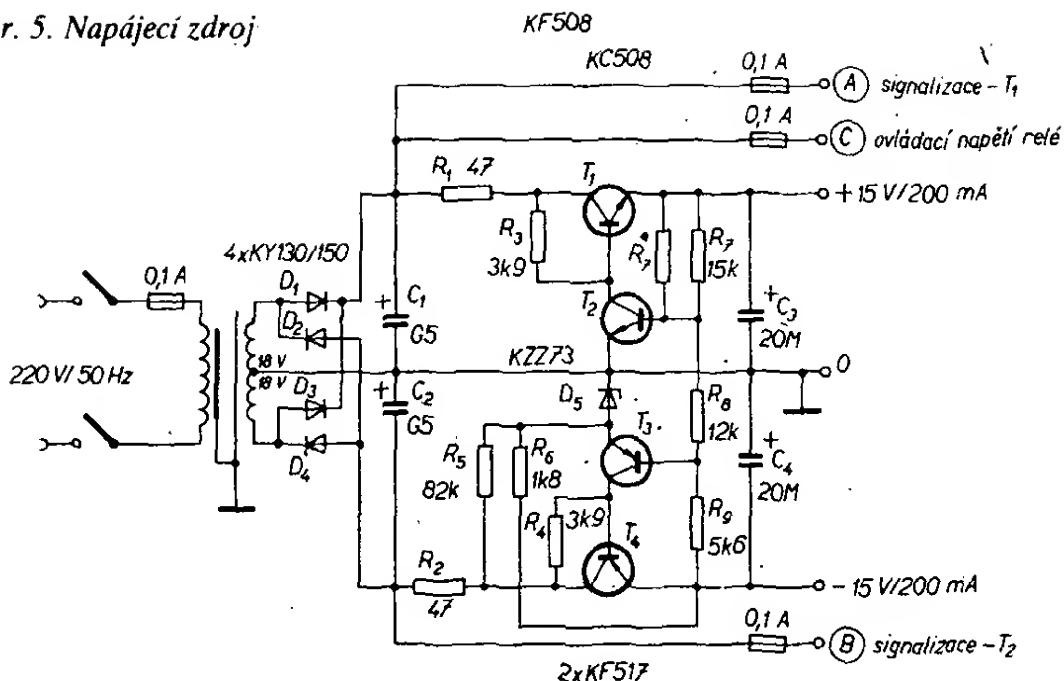 r. 5. Napájecí zdroj
KF508
KC508
0,1 A
A signalizace – T1
0,1 A
C ovládací napětí relé
R1 47
T1
+ 15 V/200 mA
R3
3k9
R7*
R7
15k
4xKY130/150
0,1 A
D1
D2
+
C1
G5
T2
+
C3
20M
220 V/ 50 Hz
18 V
18 V
KZZ73
0
D3
D4
+
C2
G5
D5
T3
R8
12k
R5
82k
R6
1k8
+
C4
20M
R4
3k9
T4
R9
5k6
R2
47
– 15 V/200 mA
0,1 A
B signalizace – T2
2xKF517